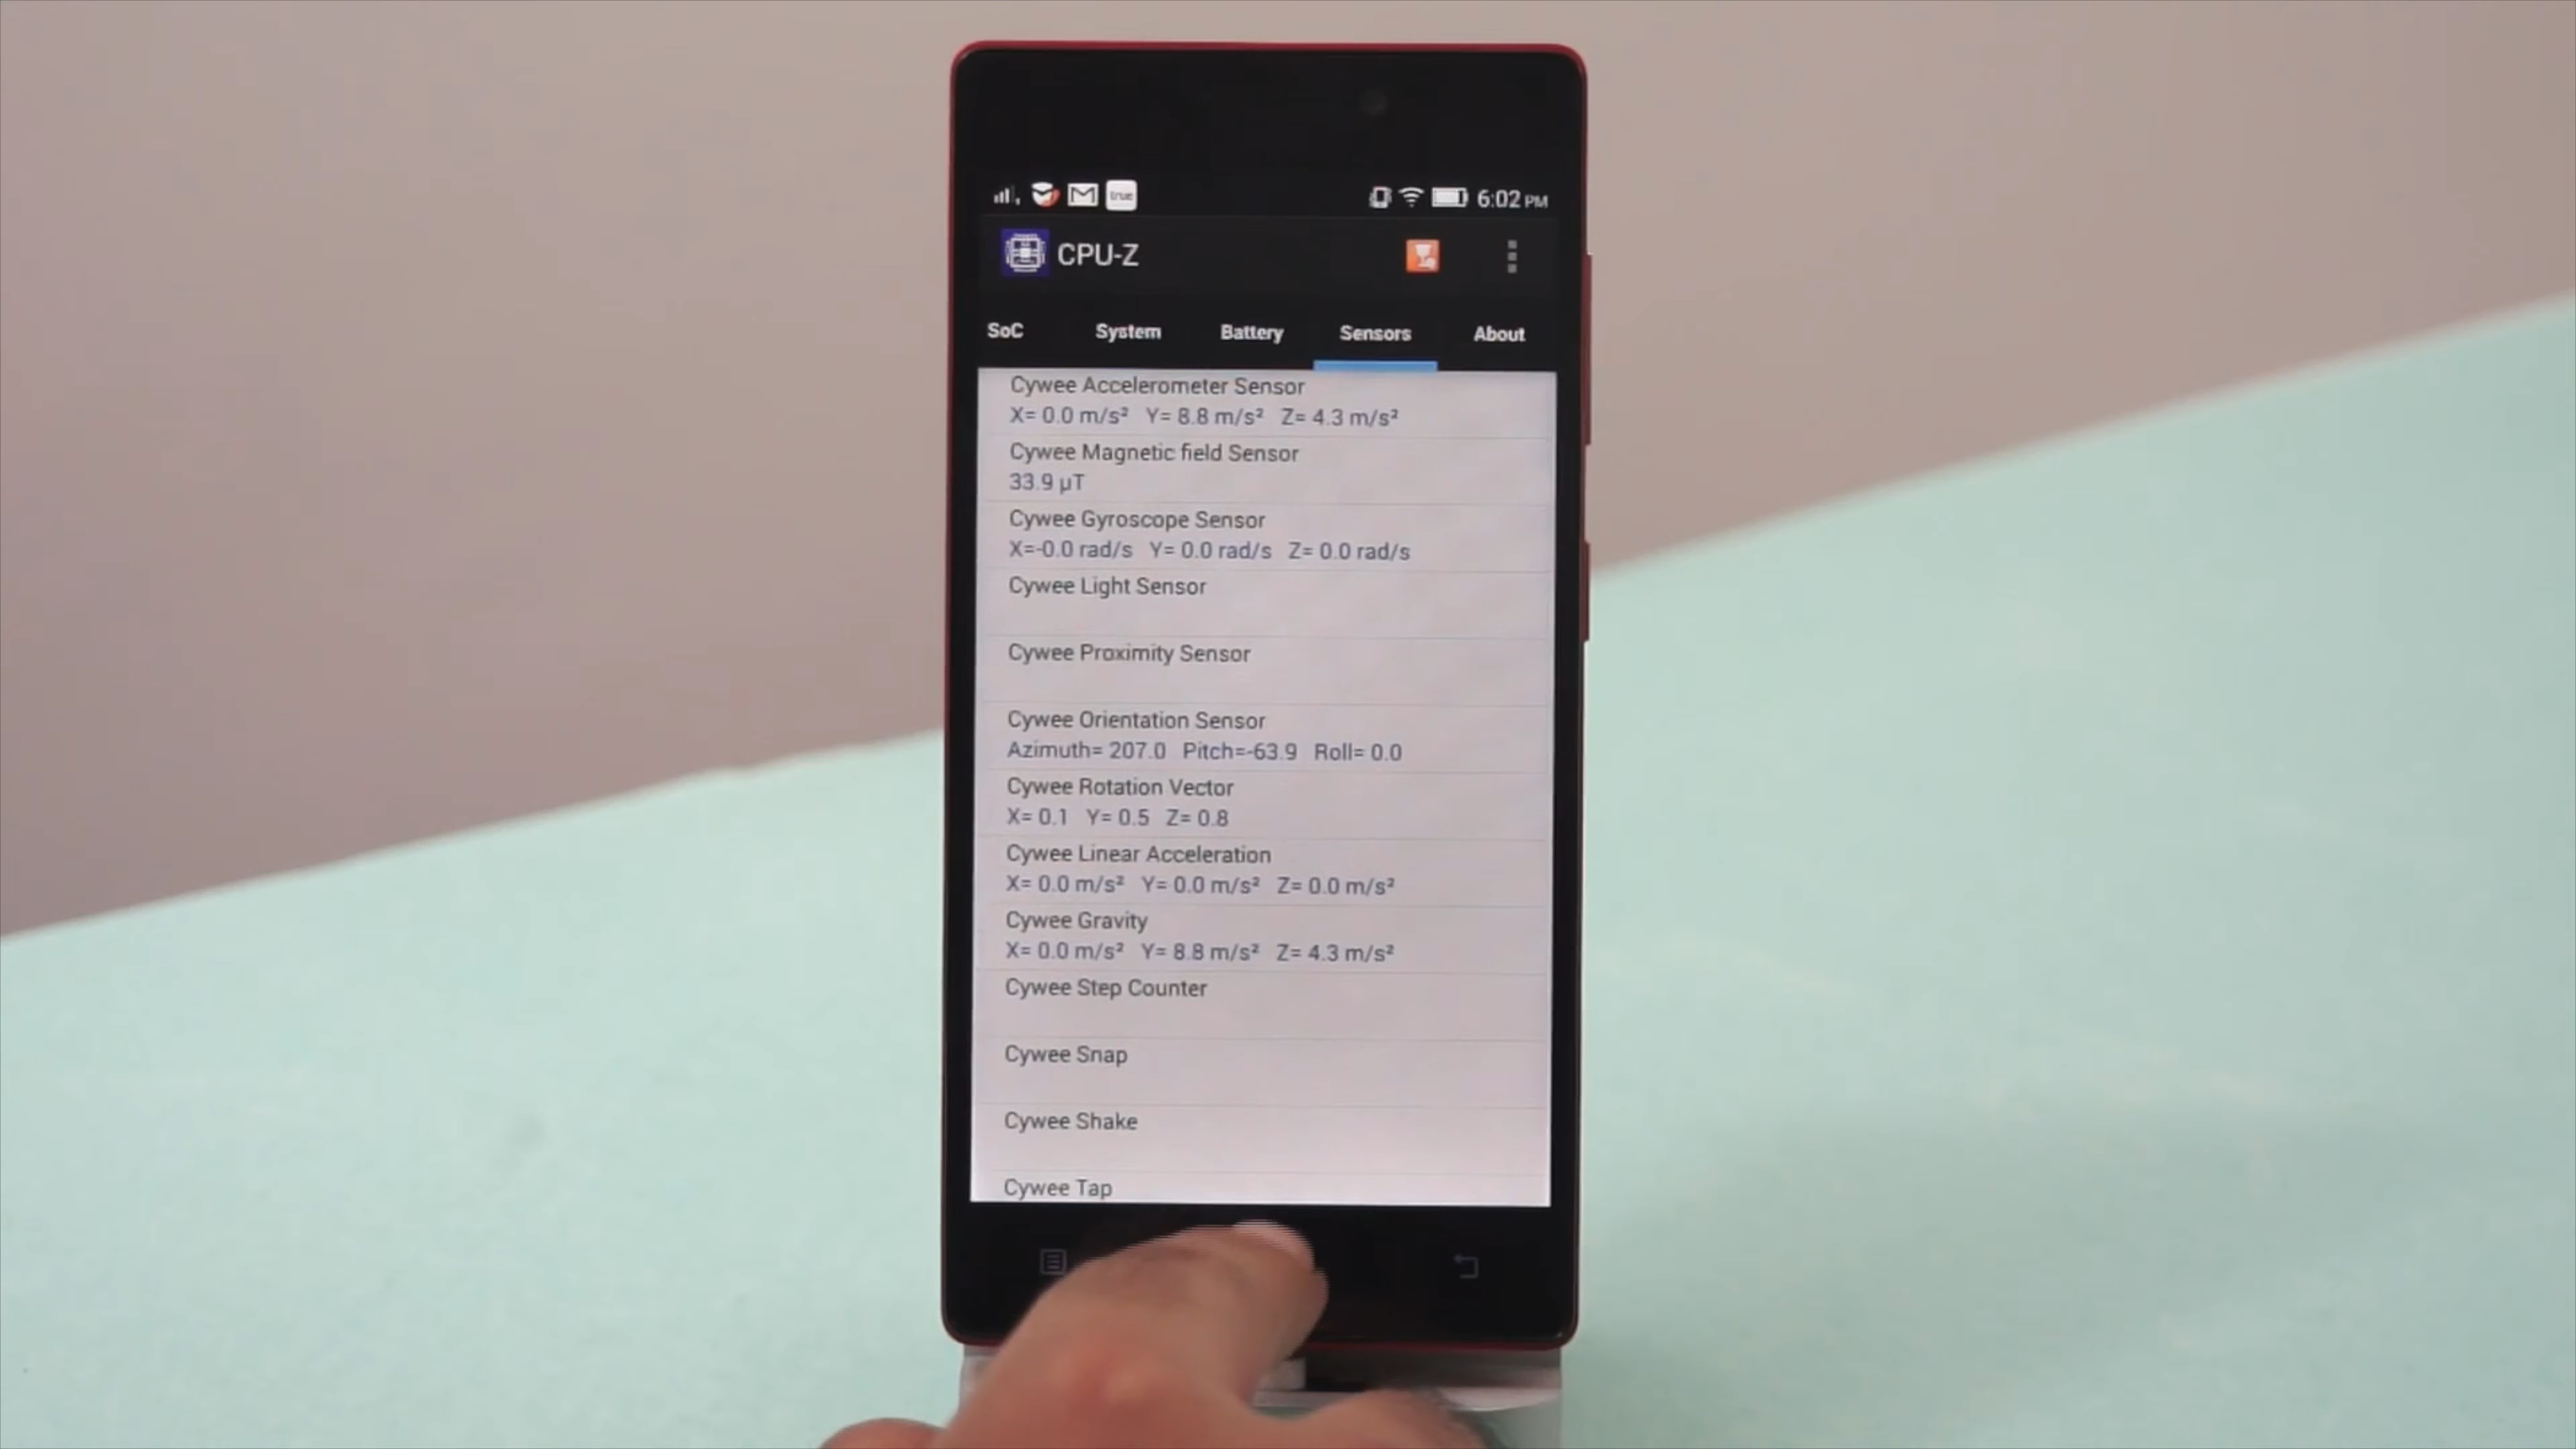 true
6:02 PM
CPU-Z
SoC System Battery Sensors About
Cywee Accelerometer Sensor
X= 0.0 m/s² Y= 8.8 m/s² Z= 4.3 m/s²
Cywee Magnetic field Sensor
33.9 µT
Cywee Gyroscope Sensor
X=-0.0 rad/s Y= 0.0 rad/s Z= 0.0 rad/s
Cywee Light Sensor
Cywee Proximity Sensor
Cywee Orientation Sensor
Azimuth= 207.0 Pitch=-63.9 Roll= 0.0
Cywee Rotation Vector
X= 0.1 Y= 0.5 Z= 0.8
Cywee Linear Acceleration
X= 0.0 m/s² Y= 0.0 m/s² Z= 0.0 m/s²
Cywee Gravity
X= 0.0 m/s² Y= 8.8 m/s² Z= 4.3 m/s²
Cywee Step Counter
Cywee Snap
Cywee Shake
Cywee Tap